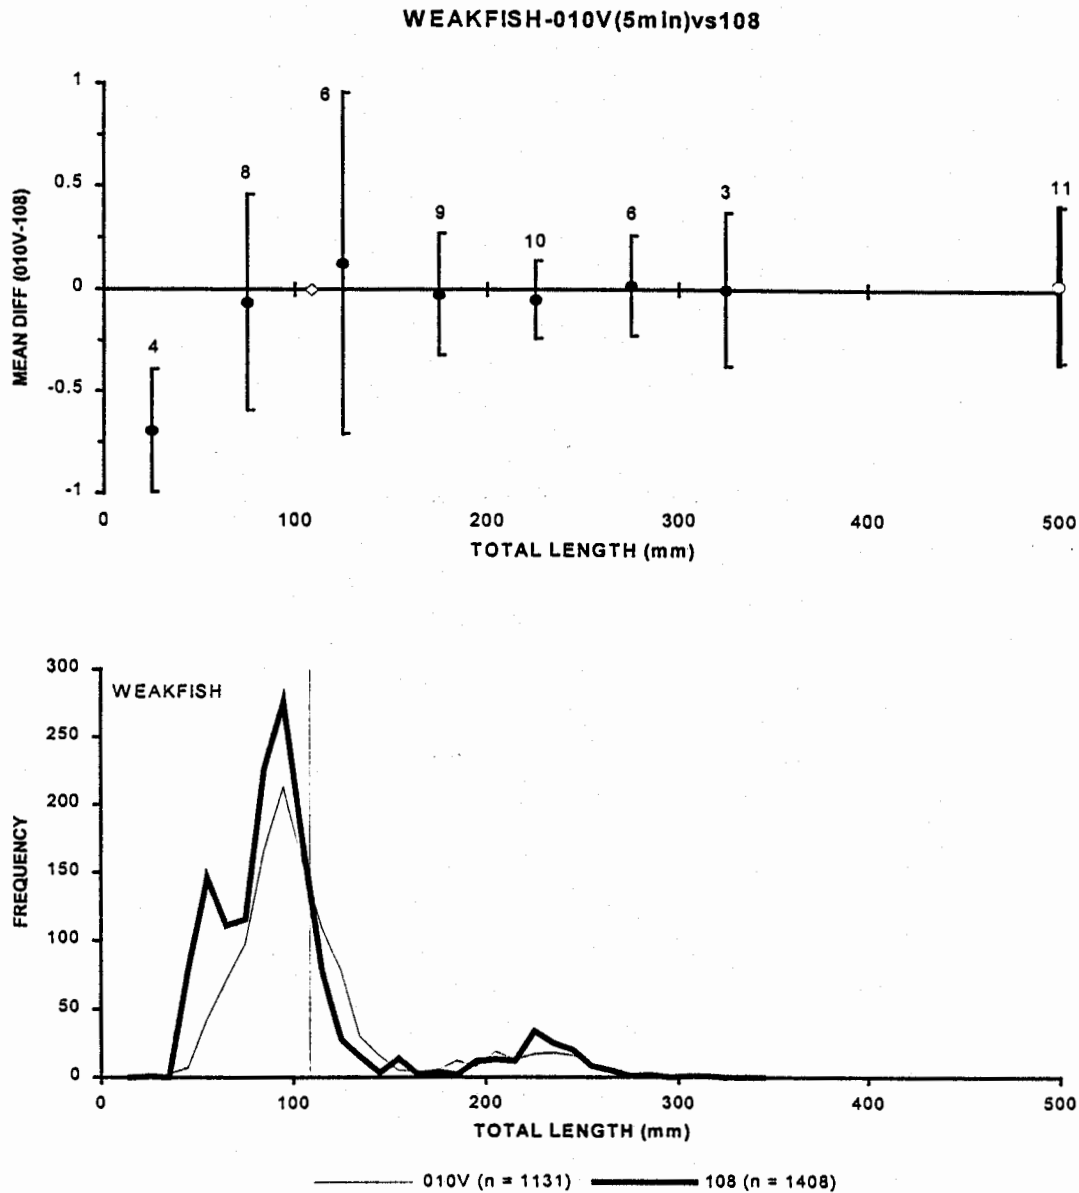 WEAKFISH-010V(5min)vs108
MEAN DIFF (010V-108)
1
0.5
0
-0.5
-1
4
8
6
9
10
6
3
11
0 100 200 300 400 500
TOTAL LENGTH (mm)
WEAKFISH
FREQUENCY
300
250
200
150
100
50
0
0 100 200 300 400 500
TOTAL LENGTH (mm)
010V (n = 1131) 108 (n = 1408)